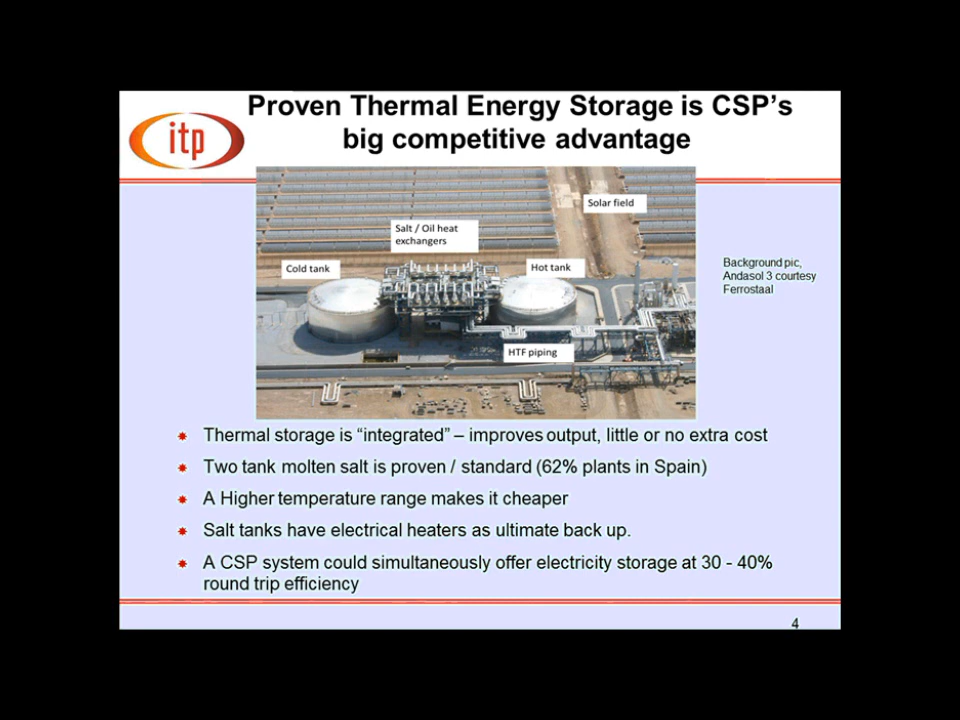 itp
Proven Thermal Energy Storage is CSP's
big competitive advantage
Solar field
Salt / Oil heat
exchangers
Cold tank
Hot tank
HTF piping
Background pic,
Andasol 3 courtesy
Ferrostaal
Thermal storage is “integrated” – improves output, little or no extra cost
Two tank molten salt is proven / standard (62% plants in Spain)
A Higher temperature range makes it cheaper
Salt tanks have electrical heaters as ultimate back up.
A CSP system could simultaneously offer electricity storage at 30 - 40%
round trip efficiency
4